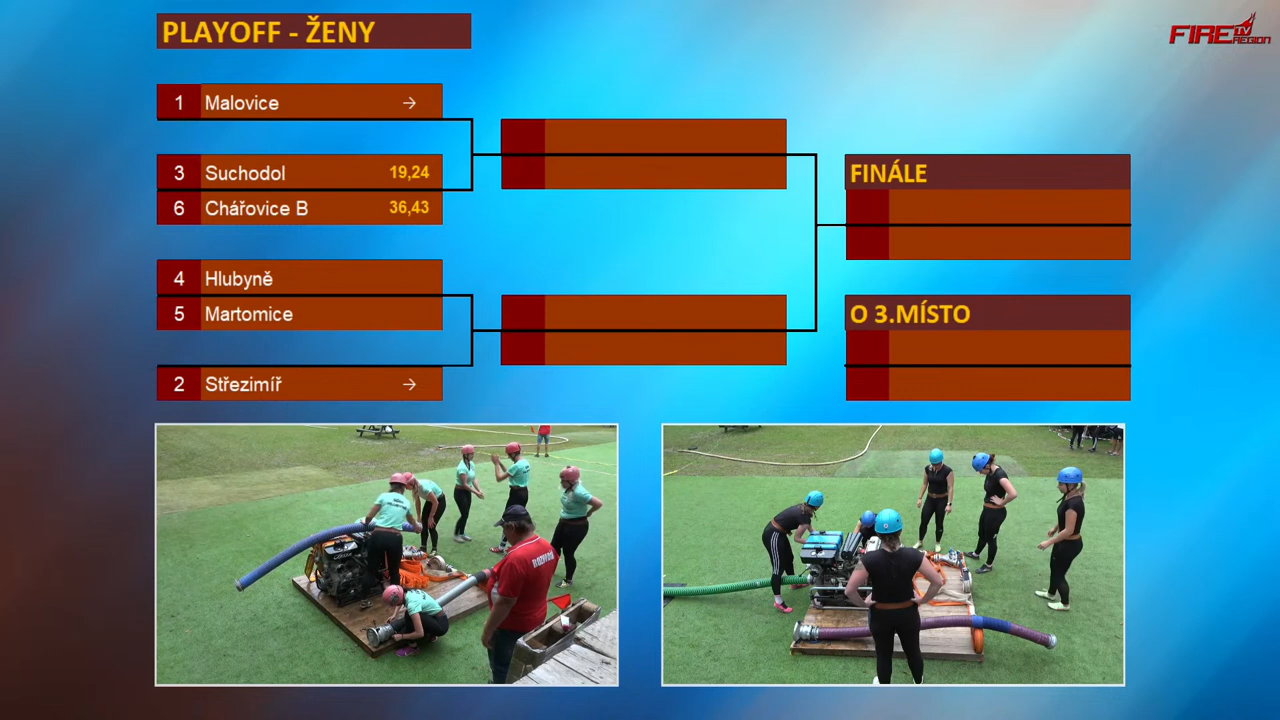 PLAYOFF - ŽENY
FIRE TV REGION
1 Malovice →
3 Suchodol 19,24
6 Chářovice B 36,43
4 Hlubyně
5 Martomice
2 Střezimíř →
FINÁLE
O 3.MÍSTO